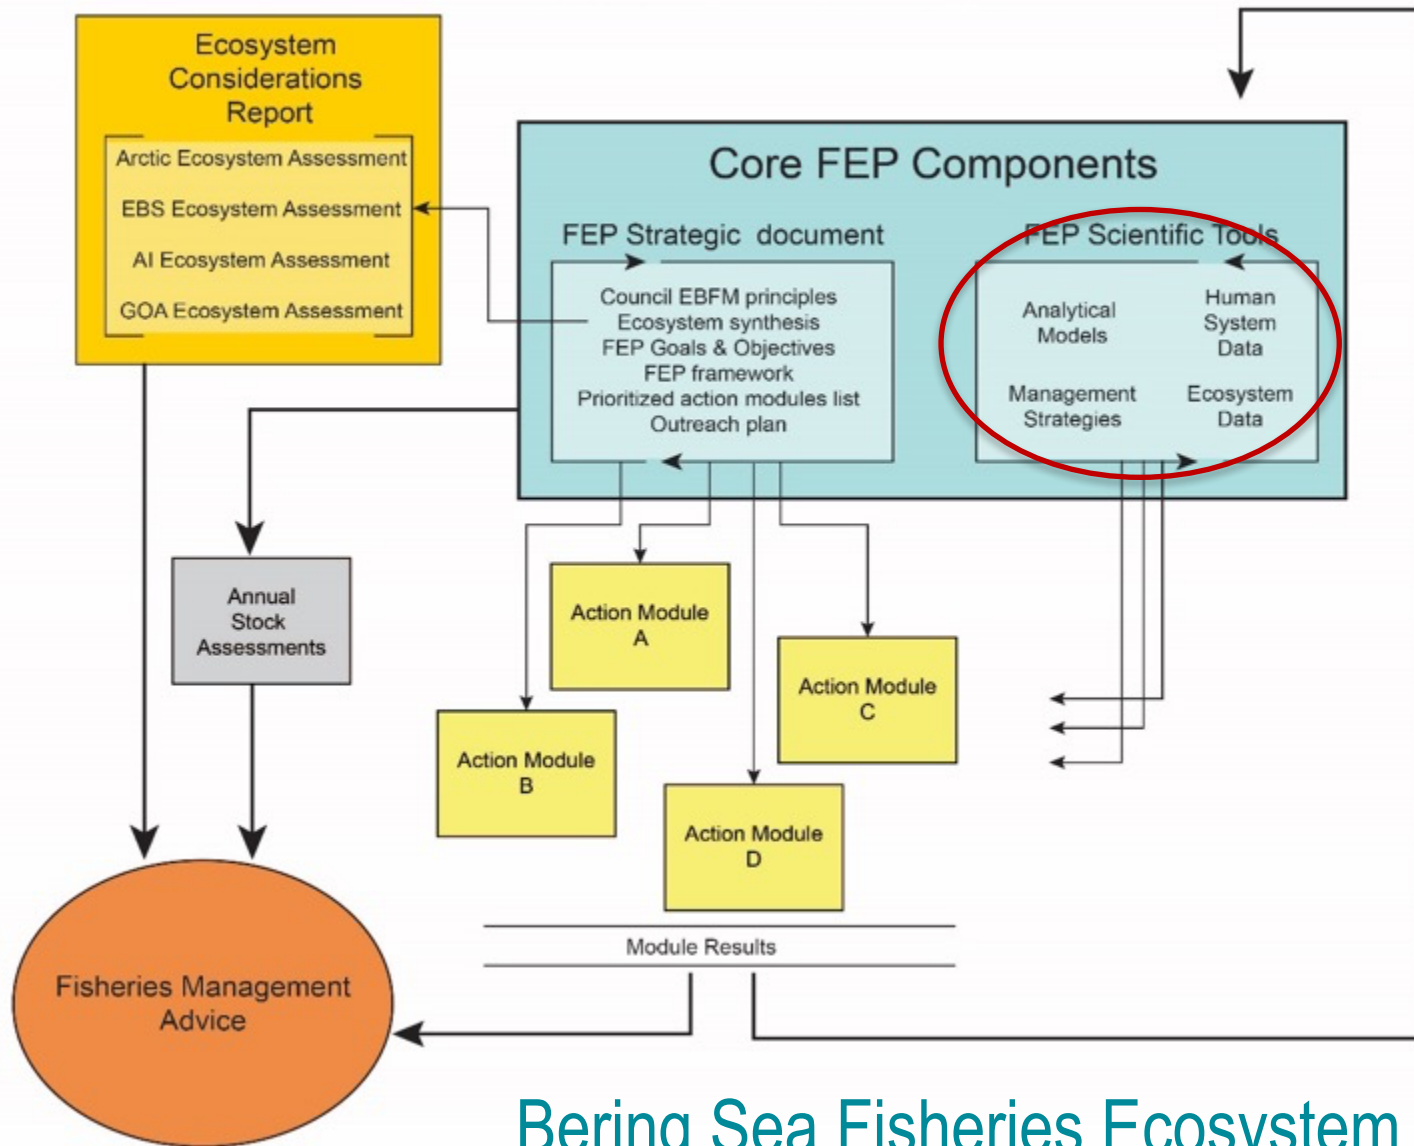 Ecosystem
Considerations
Report
Arctic Ecosystem Assessment
EBS Ecosystem Assessment
AI Ecosystem Assessment
GOA Ecosystem Assessment
Core FEP Components
FEP Strategic document
Council EBFM principles
Ecosystem synthesis
FEP Goals & Objectives
FEP framework
Prioritized action modules list
Outreach plan
FEP Scientific Tools
Analytical
Models
Human
System
Data
Management
Strategies
Ecosystem
Data
Annual
Stock
Assessments
Action Module
A
Action Module
B
Action Module
C
Action Module
D
Module Results
Fisheries Management
Advice
Bering Sea Fisheries Ecosystem